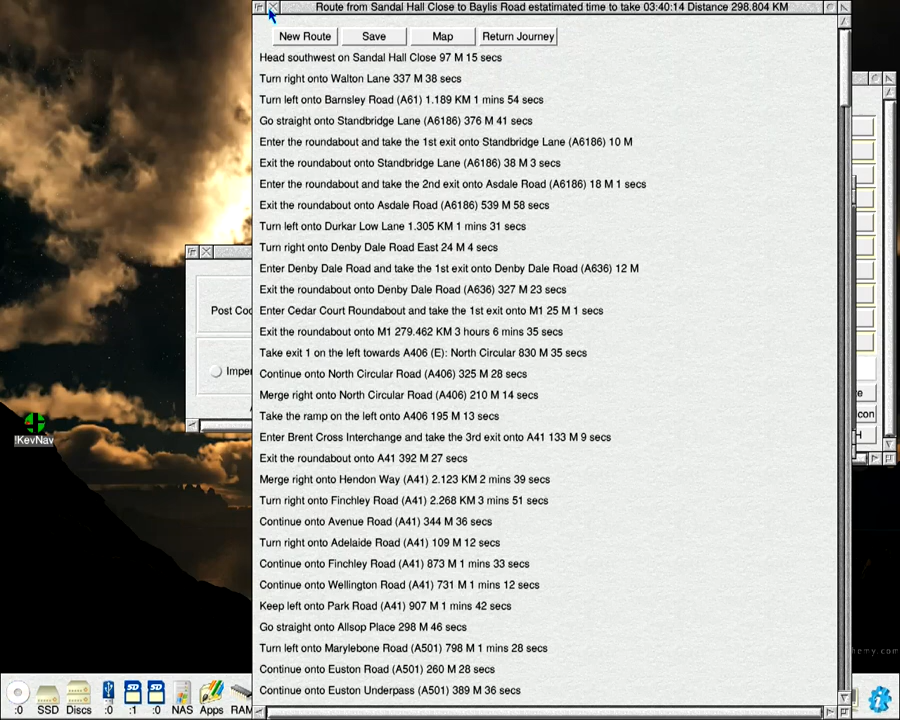 Route from Sandal Hall Close to Baylis Road estatimated time to take 03:40:14 Distance 298.804 KM
New Route
Save
Map
Return Journey
Head southwest on Sandal Hall Close 97 M 15 secs
Turn right onto Walton Lane 337 M 38 secs
Turn left onto Barnsley Road (A61) 1.189 KM 1 mins 54 secs
Go straight onto Standbridge Lane (A6186) 376 M 41 secs
Enter the roundabout and take the 1st exit onto Standbridge Lane (A6186) 10 M
Exit the roundabout onto Standbridge Lane (A6186) 38 M 3 secs
Enter the roundabout and take the 2nd exit onto Asdale Road (A6186) 18 M 1 secs
Exit the roundabout onto Asdale Road (A6186) 539 M 58 secs
Turn left onto Durkar Low Lane 1.305 KM 1 mins 31 secs
Turn right onto Denby Dale Road East 24 M 4 secs
Enter Denby Dale Road and take the 1st exit onto Denby Dale Road (A636) 12 M
Exit the roundabout onto Denby Dale Road (A636) 327 M 23 secs
Enter Cedar Court Roundabout and take the 1st exit onto M1 25 M 1 secs
Exit the roundabout onto M1 279.462 KM 3 hours 6 mins 35 secs
Take exit 1 on the left towards A406 (E): North Circular 830 M 35 secs
Continue onto North Circular Road (A406) 325 M 28 secs
Merge right onto North Circular Road (A406) 210 M 14 secs
Take the ramp on the left onto A406 195 M 13 secs
Enter Brent Cross Interchange and take the 3rd exit onto A41 133 M 9 secs
Exit the roundabout onto A41 392 M 27 secs
Merge right onto Hendon Way (A41) 2.123 KM 2 mins 39 secs
Turn right onto Finchley Road (A41) 2.268 KM 3 mins 51 secs
Continue onto Avenue Road (A41) 344 M 36 secs
Turn right onto Adelaide Road (A41) 109 M 12 secs
Continue onto Finchley Road (A41) 873 M 1 mins 33 secs
Continue onto Wellington Road (A41) 731 M 1 mins 12 secs
Keep left onto Park Road (A41) 907 M 1 mins 42 secs
Go straight onto Allsop Place 298 M 46 secs
Turn left onto Marylebone Road (A501) 798 M 1 mins 28 secs
Continue onto Euston Road (A501) 260 M 28 secs
Continue onto Euston Underpass (A501) 389 M 36 secs
Post Coo
Imper
!KevNav
e
con
H
hemy.com
:0
SSD
Discs
:0
:1
:0
NAS
Apps
RAM